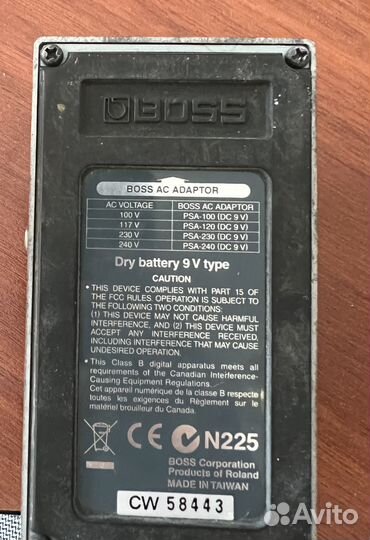 BOSS
BOSS AC ADAPTOR
AC VOLTAGE BOSS AC ADAPTOR
100 V PSA-100 (DC 9 V)
117 V PSA-120 (DC 9 V)
230 V PSA-230 (DC 9 V)
240 V PSA-240 (DC 9 V)
Dry battery 9 V type
CAUTION
• THIS DEVICE COMPLIES WITH PART 15 OF
THE FCC RULES. OPERATION IS SUBJECT TO
THE FOLLOWING TWO CONDITIONS:
(1) THIS DEVICE MAY NOT CAUSE HARMFUL
INTERFERENCE, AND (2) THIS DEVICE MUST
ACCEPT ANY INTERFERENCE RECEIVED,
INCLUDING INTERFERENCE THAT MAY CAUSE
UNDESIRED OPERATION.
• This Class B digital apparatus meets all
requirements of the Canadian Interference-
Causing Equipment Regulations.
Cet appareil numérique de la classe B respecte
toutes les exigences du Règlement sur le
matériel brouilleur du Canada.
CE N225
BOSS Corporation
Products of Roland
MADE IN TAIWAN
CW 58443
Avito